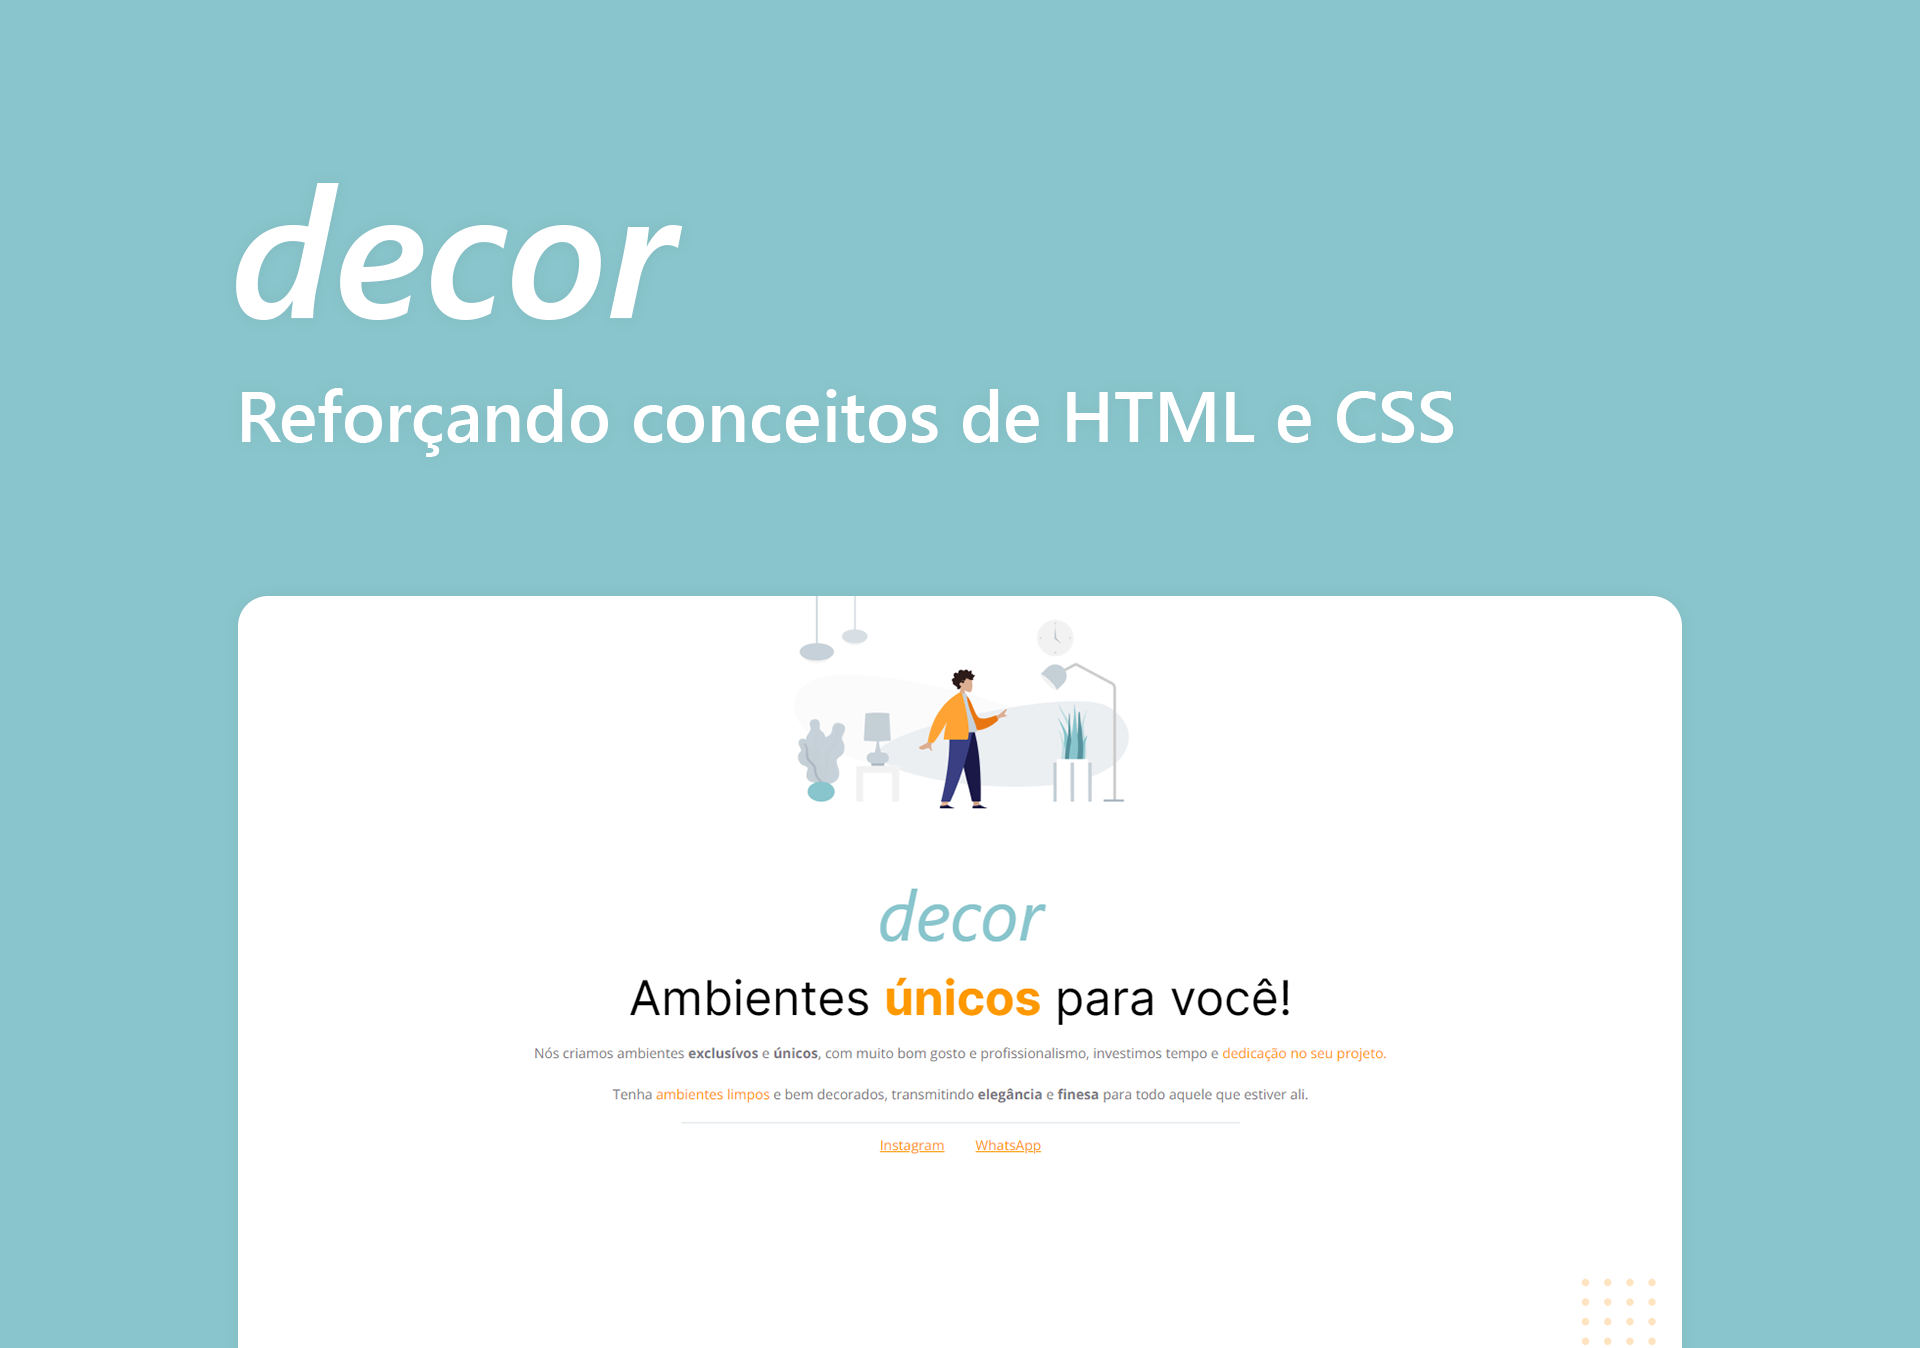 decor
Reforçando conceitos de HTML e CSS
decor
Ambientes únicos para você!
Nós criamos ambientes exclusívos e únicos, com muito bom gosto e profissionalismo, investimos tempo e dedicação no seu projeto.
Tenha ambientes limpos e bem decorados, transmitindo elegância e finesa para todo aquele que estiver ali.
Instagram WhatsApp